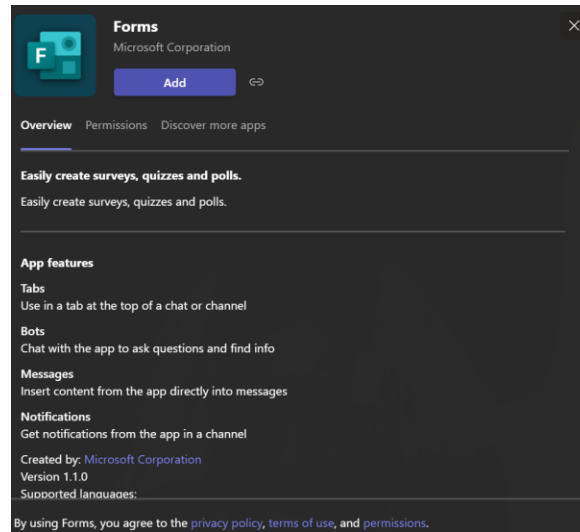 Forms
Microsoft Corporation
F
Add
Overview Permissions Discover more apps
Easily create surveys, quizzes and polls.
Easily create surveys, quizzes and polls.
App features
Tabs
Use in a tab at the top of a chat or channel
Bots
Chat with the app to ask questions and find info
Messages
Insert content from the app directly into messages
Notifications
Get notifications from the app in a channel
Created by: Microsoft Corporation
Version 1.1.0
Supported languages:
By using Forms, you agree to the privacy policy, terms of use, and permissions.